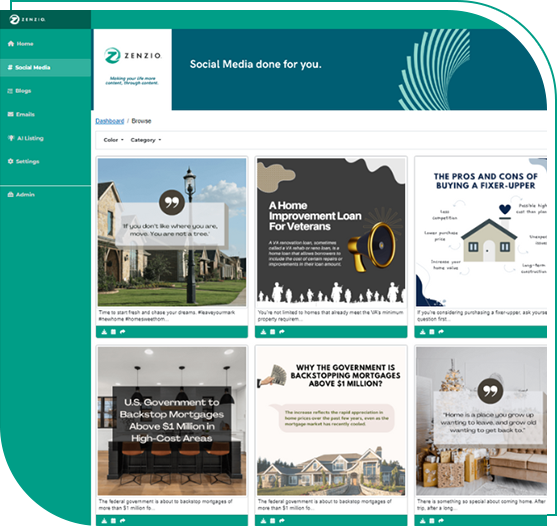 ZENZIO.
Home
Social Media
Blogs
Emails
AI Listing
Settings
Admin
ZENZIO.
Making your life more
content, through content.
Social Media done for you.
Dashboard / Browse
Color
Category
"If you don't like where you are,
move. You are not a tree."
Time to start fresh and chase your dreams. #leaveyourmark
#newhome #homesweethom...
A Home
Improvement Loan
For Veterans
A VA renovation loan, sometimes
called a VA rehab or reno loan, is a
home loan that allows borrowers to
include the cost of certain repairs or
improvements in their loan amount.
You're not limited to homes that already meet the VA's minimum
property requirem...
THE PROS AND CONS OF
BUYING A FIXER-UPPER
Less
competition
Lower purchase
price
Increase your
home value
Possible high
cost than plan
Unexpec
issues
Long-term
construction
If you're considering purchasing a fixer-upper, ask yourse
question first...
U.S. Government to
Backstop Mortgages
Above $1 Million in
High-Cost Areas
The federal government is about to backstop mortgages of
more than $1 million fo...
WHY THE GOVERNMENT IS
BACKSTOPPING MORTGAGES
ABOVE $1 MILLION?
The increase reflects the rapid appreciation in
home prices over the past few years, even as the
mortgage market has recently cooled.
The federal government is about to backstop mortgages of
more than $1 million fo...
"Home is a place you grow up
wanting to leave, and grow old
wanting to get back to."
There is something so special about coming home. After
trip, after a long...